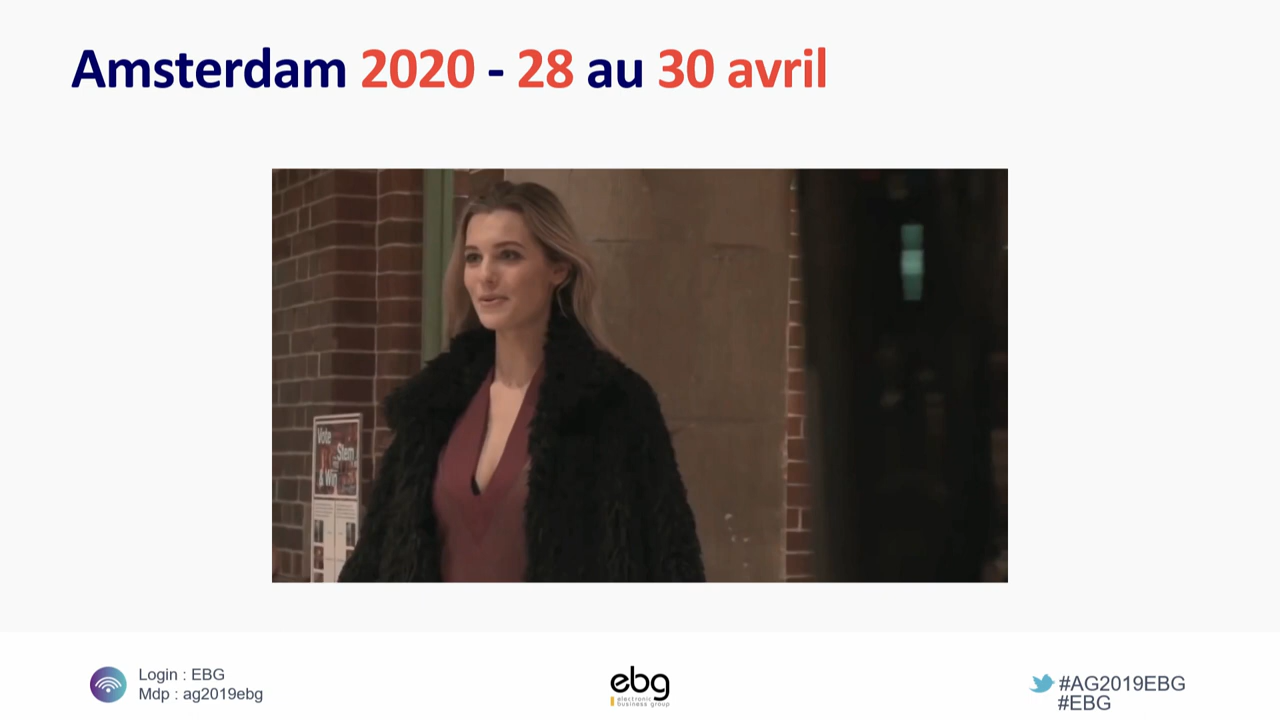 Amsterdam 2020 - 28 au 30 avril
Vote
Stem
& Win
Login : EBG
Mdp : ag2019ebg
ebg
electronic
business group
#AG2019EBG
#EBG